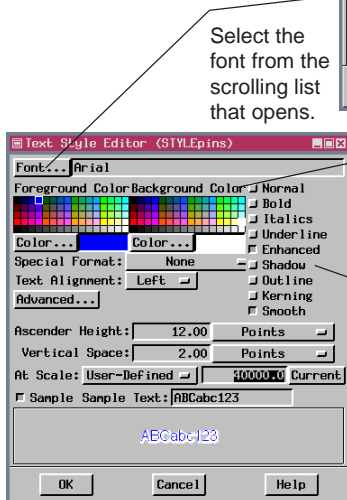 Select the
font from the
scrolling list
that opens.
Text Style Editor (STYLEpins)
Font... Arial
Foreground Color Background Color
Normal
Bold
Italics
Underline
Enhanced
Shadow
Outline
Kerning
Smooth
Color... Color...
Special Format: None
Text Alignment: Left
Advanced...
Ascender Height: 12.00 Points
Vertical Space: 2.00 Points
At Scale: User-Defined 40000.0 Current
Sample Sample Text: ABCabc123
ABCabc123
OK Cancel Help